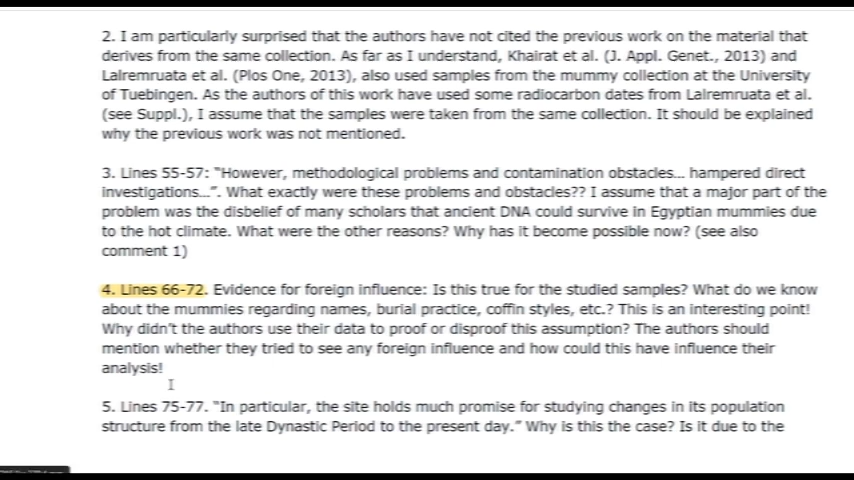 2. I am particularly surprised that the authors have not cited the previous work on the material that
derives from the same collection. As far as I understand, Khairat et al. (J. Appl. Genet., 2013) and
Lalremruata et al. (Plos One, 2013), also used samples from the mummy collection at the University
of Tuebingen. As the authors of this work have used some radiocarbon dates from Lalremruata et al.
(see Suppl.), I assume that the samples were taken from the same collection. It should be explained
why the previous work was not mentioned.
3. Lines 55-57: “However, methodological problems and contamination obstacles... hampered direct
investigations...”. What exactly were these problems and obstacles?? I assume that a major part of the
problem was the disbelief of many scholars that ancient DNA could survive in Egyptian mummies due
to the hot climate. What were the other reasons? Why has it become possible now? (see also
comment 1)
4. Lines 66-72. Evidence for foreign influence: Is this true for the studied samples? What do we know
about the mummies regarding names, burial practice, coffin styles, etc.? This is an interesting point!
Why didn’t the authors use their data to proof or disproof this assumption? The authors should
mention whether they tried to see any foreign influence and how could this have influence their
analysis!
5. Lines 75-77. “In particular, the site holds much promise for studying changes in its population
structure from the late Dynastic Period to the present day.” Why is this the case? Is it due to the